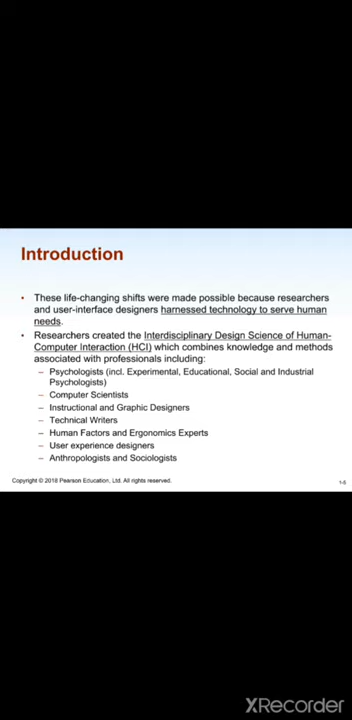 Introduction
• These life-changing shifts were made possible because researchers
and user-interface designers harnessed technology to serve human
needs.
• Researchers created the Interdisciplinary Design Science of Human-
Computer Interaction (HCI) which combines knowledge and methods
associated with professionals including:
– Psychologists (incl. Experimental, Educational, Social and Industrial
Psychologists)
– Computer Scientists
– Instructional and Graphic Designers
– Technical Writers
– Human Factors and Ergonomics Experts
– User experience designers
– Anthropologists and Sociologists
Copyright © 2018 Pearson Education, Ltd. All rights reserved.
1-6
XRecorder